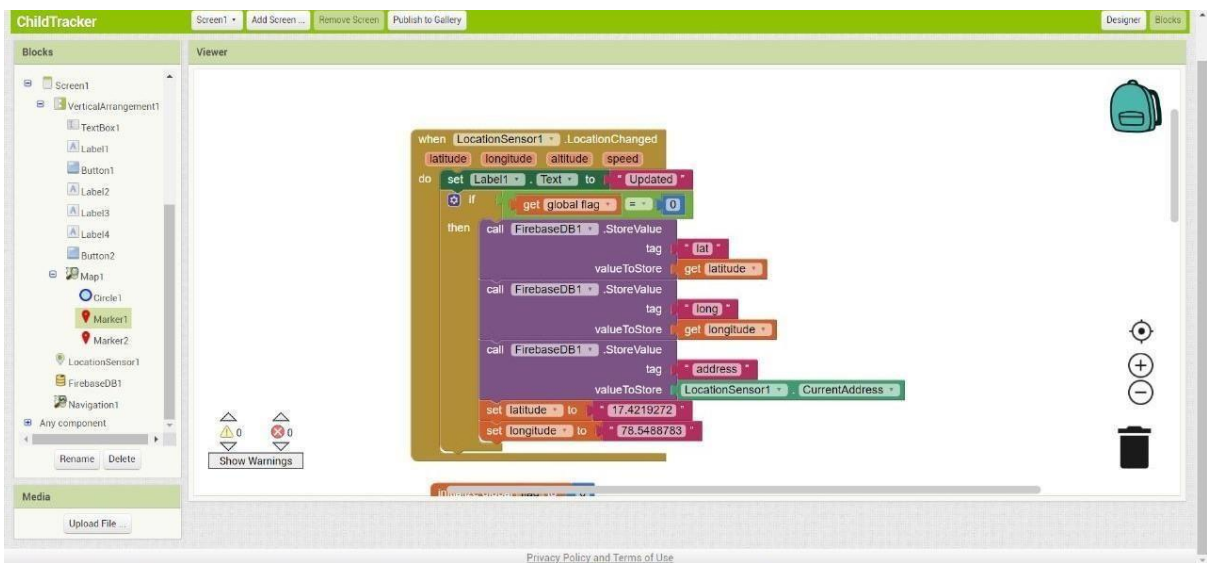 ChildTracker
Screen1
Add Screen ...
Remove Screen
Publish to Gallery
Designer
Blocks
Blocks
Viewer
Screen1
VerticalArrangement1
TextBox1
Label1
Button1
Label2
Label3
Label4
Button2
Map1
Circle1
Marker1
Marker2
LocationSensor1
FirebaseDB1
Navigation1
Any component
Rename
Delete
Media
Upload File ...
when LocationSensor1 .LocationChanged
latitude longitude altitude speed
do set Label1 . Text to " Updated "
if get global flag = 0
then call FirebaseDB1 .StoreValue
tag " lat "
valueToStore get latitude
call FirebaseDB1 .StoreValue
tag " long "
valueToStore get longitude
call FirebaseDB1 .StoreValue
tag " address "
valueToStore LocationSensor1 . CurrentAddress
set latitude to " 17.4219272 "
set longitude to " 78.5488783 "
0 0
Show Warnings
Privacy Policy and Terms of Use